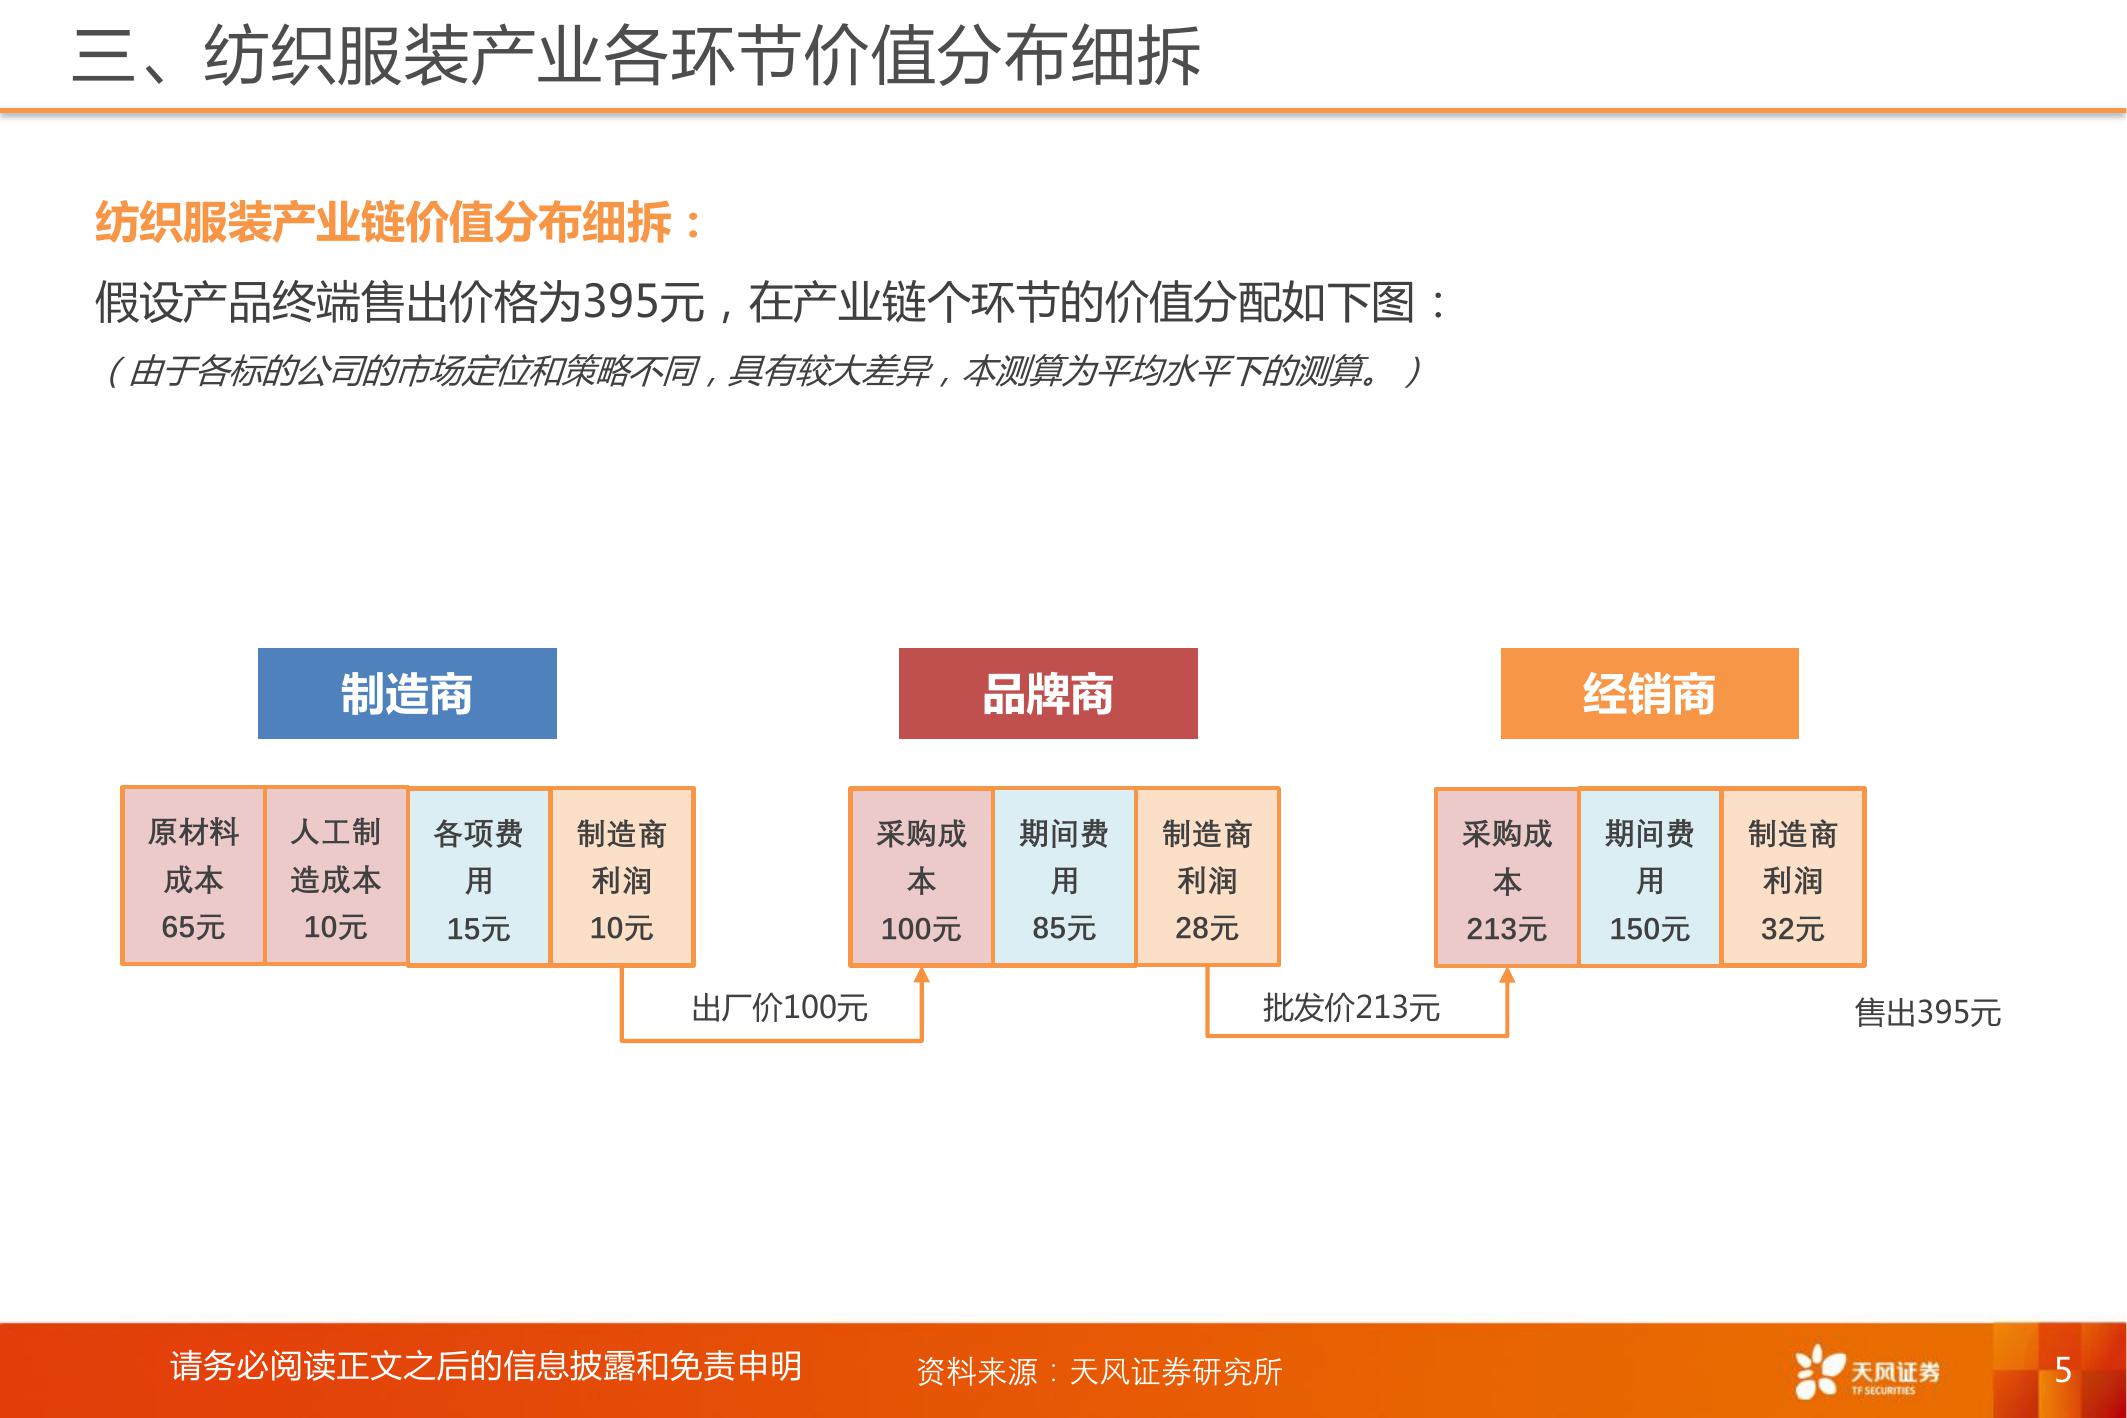 三、纺织服装产业各环节价值分布细拆
纺织服装产业链价值分布细拆：
假设产品终端售出价格为395元，在产业链个环节的价值分配如下图：
（由于各标的公司的市场定位和策略不同，具有较大差异，本测算为平均水平下的测算。）
制造商
原材料
成本
65元
人工制
造成本
10元
各项费
用
15元
制造商
利润
10元
出厂价100元
品牌商
采购成
本
100元
期间费
用
85元
制造商
利润
28元
批发价213元
经销商
采购成
本
213元
期间费
用
150元
制造商
利润
32元
售出395元
请务必阅读正文之后的信息披露和免责申明
资料来源：天风证券研究所
天风证券
TF SECURITIES
5